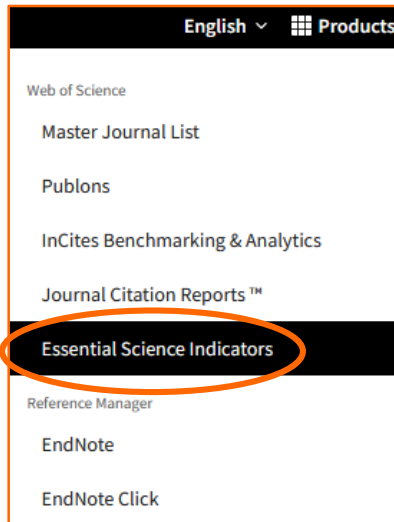 English Products
Web of Science
Master Journal List
Publons
InCites Benchmarking & Analytics
Journal Citation Reports ™
Essential Science Indicators
Reference Manager
EndNote
EndNote Click